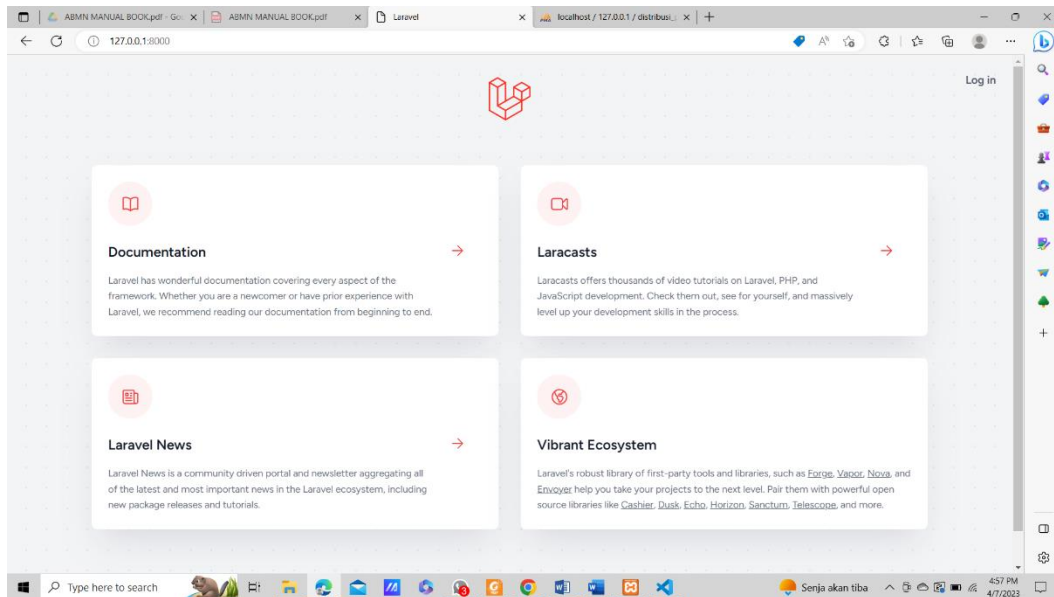 ABMN MANUAL BOOK.pdf - Goo
ABMN MANUAL BOOK.pdf
Laravel
localhost / 127.0.0.1 / distribusi_
127.0.0.1:8000
Log in
Documentation
Laravel has wonderful documentation covering every aspect of the
framework. Whether you are a newcomer or have prior experience with
Laravel, we recommend reading our documentation from beginning to end.
Laracasts
Laracasts offers thousands of video tutorials on Laravel, PHP, and
JavaScript development. Check them out, see for yourself, and massively
level up your development skills in the process.
Laravel News
Laravel News is a community driven portal and newsletter aggregating all
of the latest and most important news in the Laravel ecosystem, including
new package releases and tutorials.
Vibrant Ecosystem
Laravel's robust library of first-party tools and libraries, such as Forge, Vapor, Nova, and
Envoyer help you take your projects to the next level. Pair them with powerful open
source libraries like Cashier, Dusk, Echo, Horizon, Sanctum, Telescope, and more.
Type here to search
3
Senja akan tiba
4:57 PM
4/7/2023